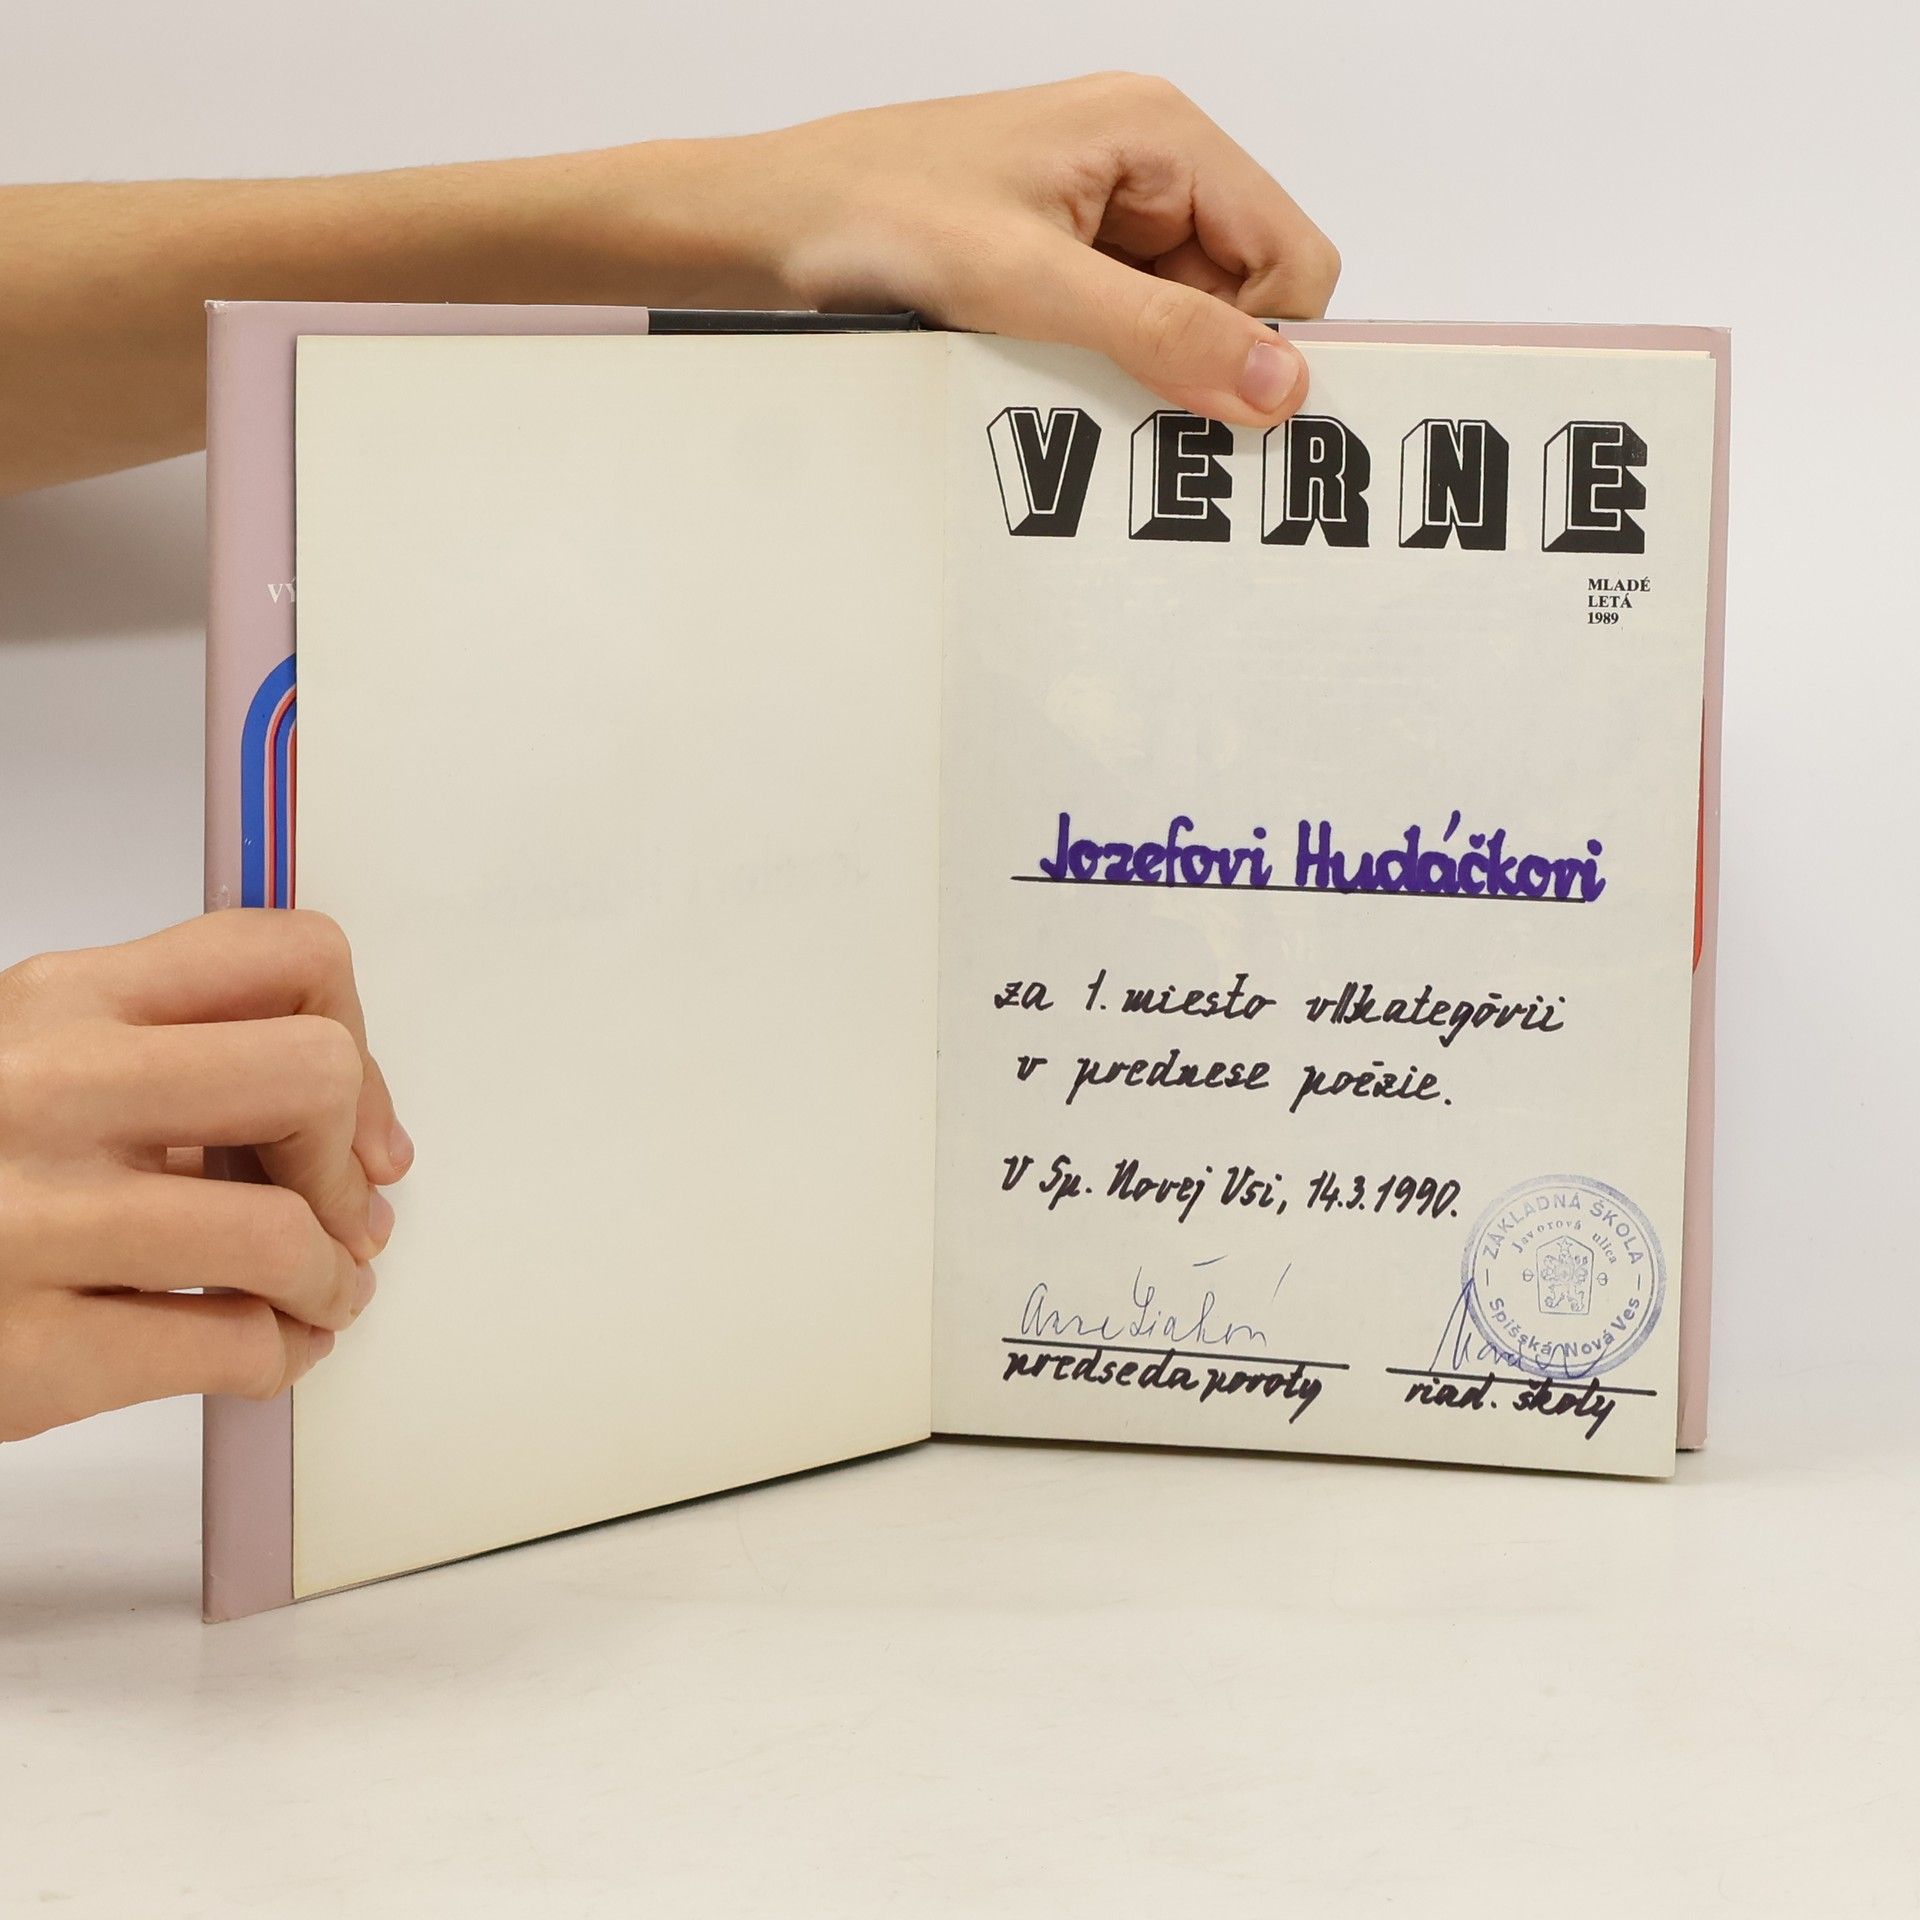 VÝ
VERNE
MLADÉ
LETÁ
1989
Jozefovi Hudáčkovi
za 1. miesto v II. kategórii
v prednese poézie.
V Sp. Novej Vsi, 14.3.1990.
ZÁKLADNÁ ŠKOLA
Javorová ulica
Spišská Nová Ves
predseda poroty
riad. školy